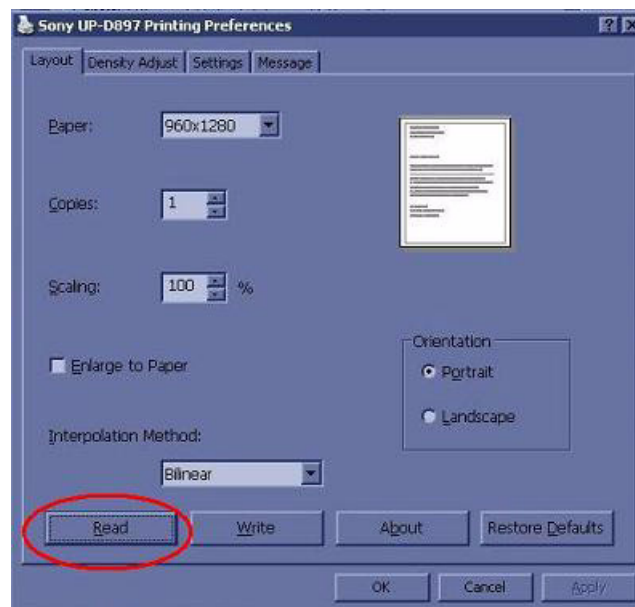 Sony UP-D897 Printing Preferences
Layout Density Adjust Settings Message
Paper: 960x1280
Copies: 1
Scaling: 100 %
Enlarge to Paper
Orientation
Portrait
Landscape
Interpolation Method:
Bilinear
Read Write About Restore Defaults
OK Cancel Apply